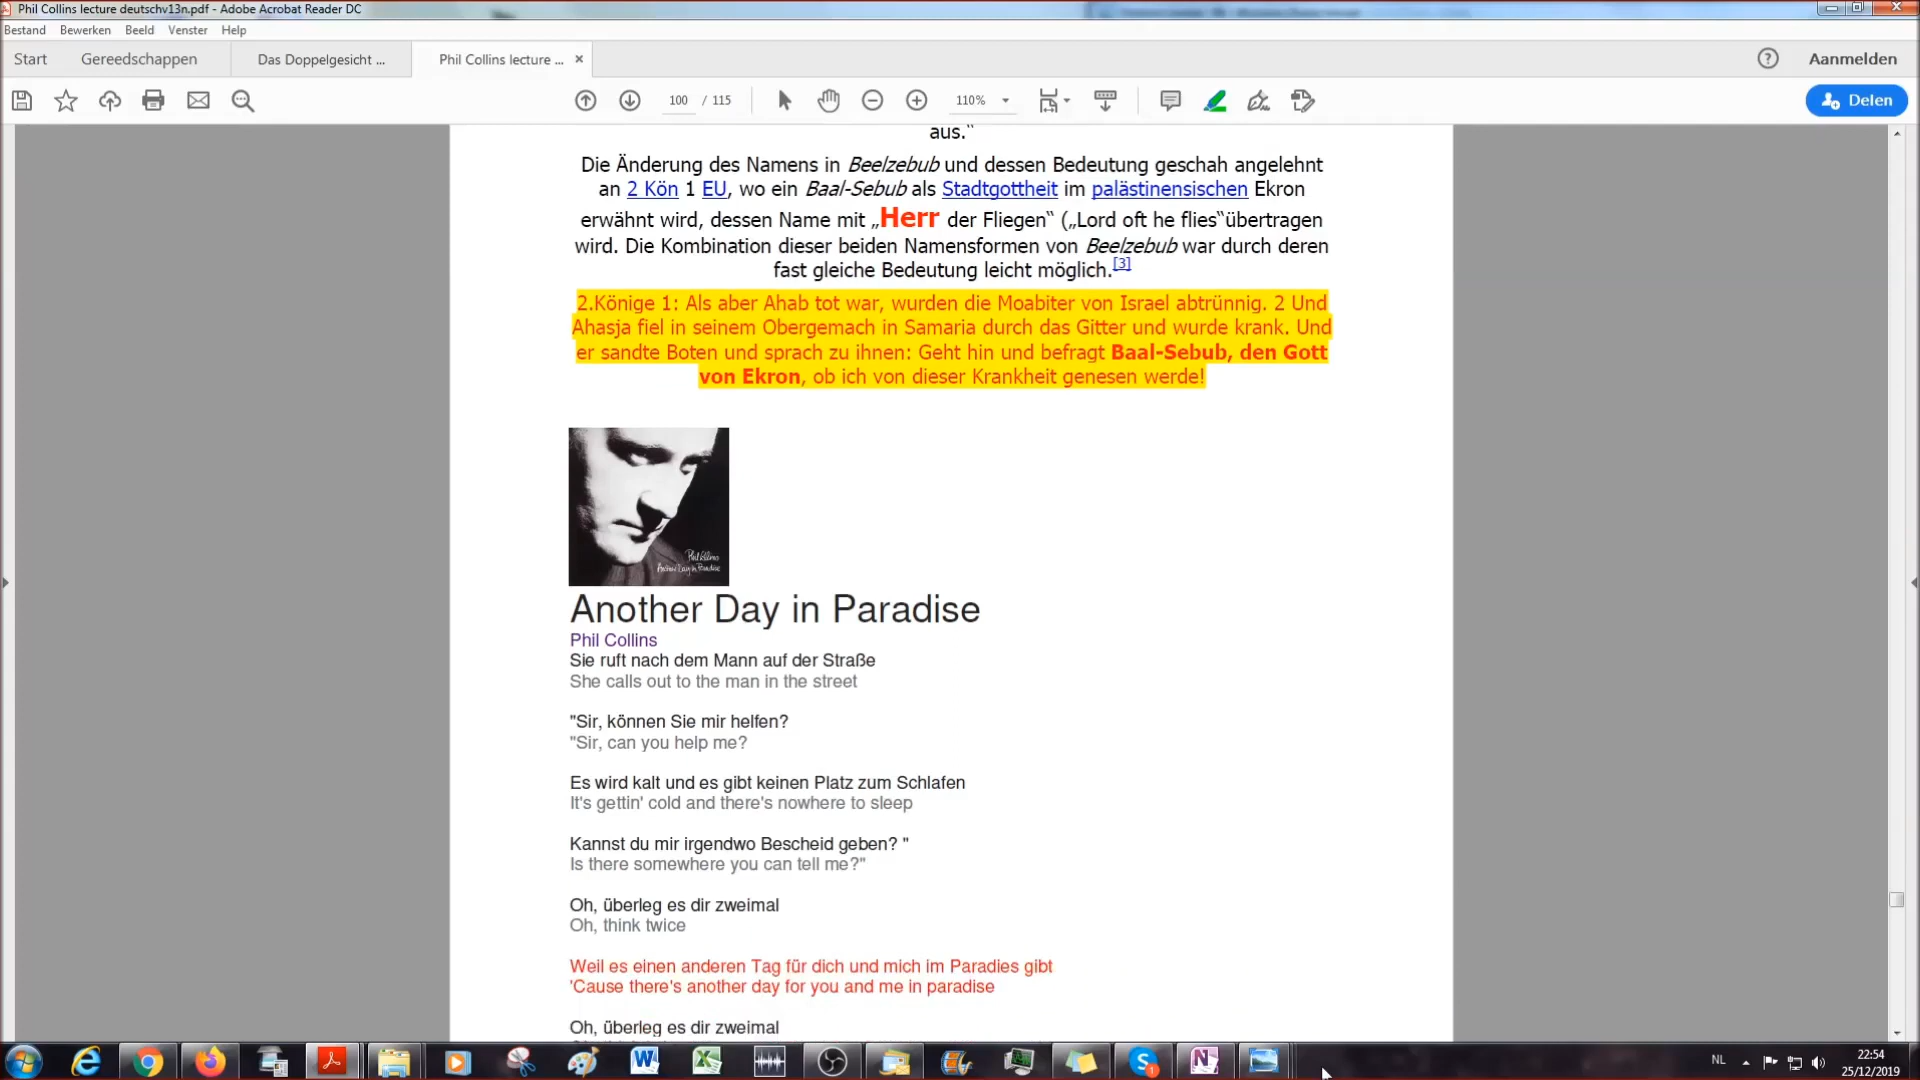 Phil Collins lecture deutschv13n.pdf - Adobe Acrobat Reader DC
Bestand Bewerken Beeld Venster Help
Start Gereedschappen Das Doppelgesicht ... Phil Collins lecture ... × Aanmelden
100 / 115 110% Delen
aus.“
Die Änderung des Namens in Beelzebub und dessen Bedeutung geschah angelehnt
an 2 Kön 1 EU, wo ein Baal-Sebub als Stadtgottheit im palästinensischen Ekron
erwähnt wird, dessen Name mit „Herr der Fliegen“ („Lord oft he flies“übertragen
wird. Die Kombination dieser beiden Namensformen von Beelzebub war durch deren
fast gleiche Bedeutung leicht möglich.[3]
2.Könige 1: Als aber Ahab tot war, wurden die Moabiter von Israel abtrünnig. 2 Und
Ahasja fiel in seinem Obergemach in Samaria durch das Gitter und wurde krank. Und
er sandte Boten und sprach zu ihnen: Geht hin und befragt Baal-Sebub, den Gott
von Ekron, ob ich von dieser Krankheit genesen werde!
Phil Collins
Another Day in Paradise
Another Day in Paradise
Phil Collins
Sie ruft nach dem Mann auf der Straße
She calls out to the man in the street
"Sir, können Sie mir helfen?
"Sir, can you help me?
Es wird kalt und es gibt keinen Platz zum Schlafen
It's gettin' cold and there's nowhere to sleep
Kannst du mir irgendwo Bescheid geben? "
Is there somewhere you can tell me?"
Oh, überleg es dir zweimal
Oh, think twice
Weil es einen anderen Tag für dich und mich im Paradies gibt
'Cause there's another day for you and me in paradise
Oh, überleg es dir zweimal
NL 22:54
25/12/2019